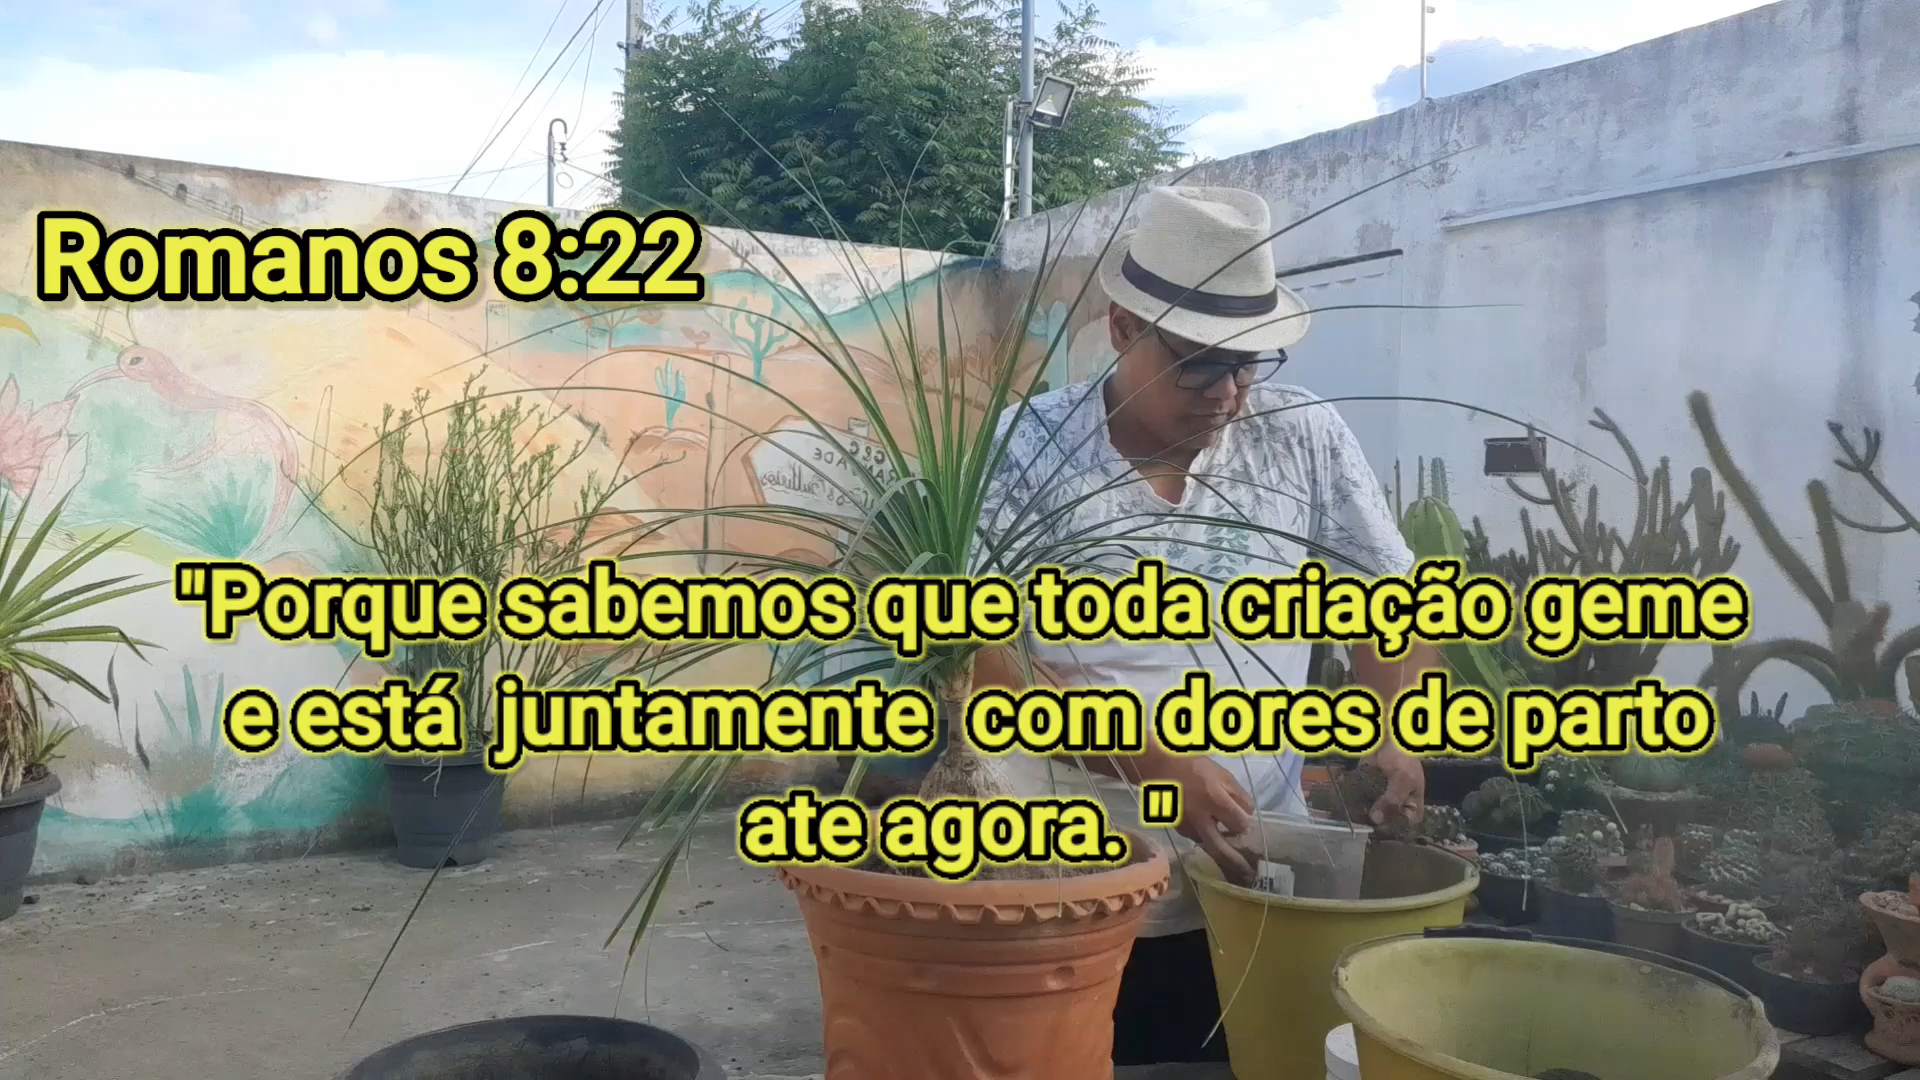 Romanos 8:22
"Porque sabemos que toda criação geme
e está juntamente com dores de parto
ate agora. "